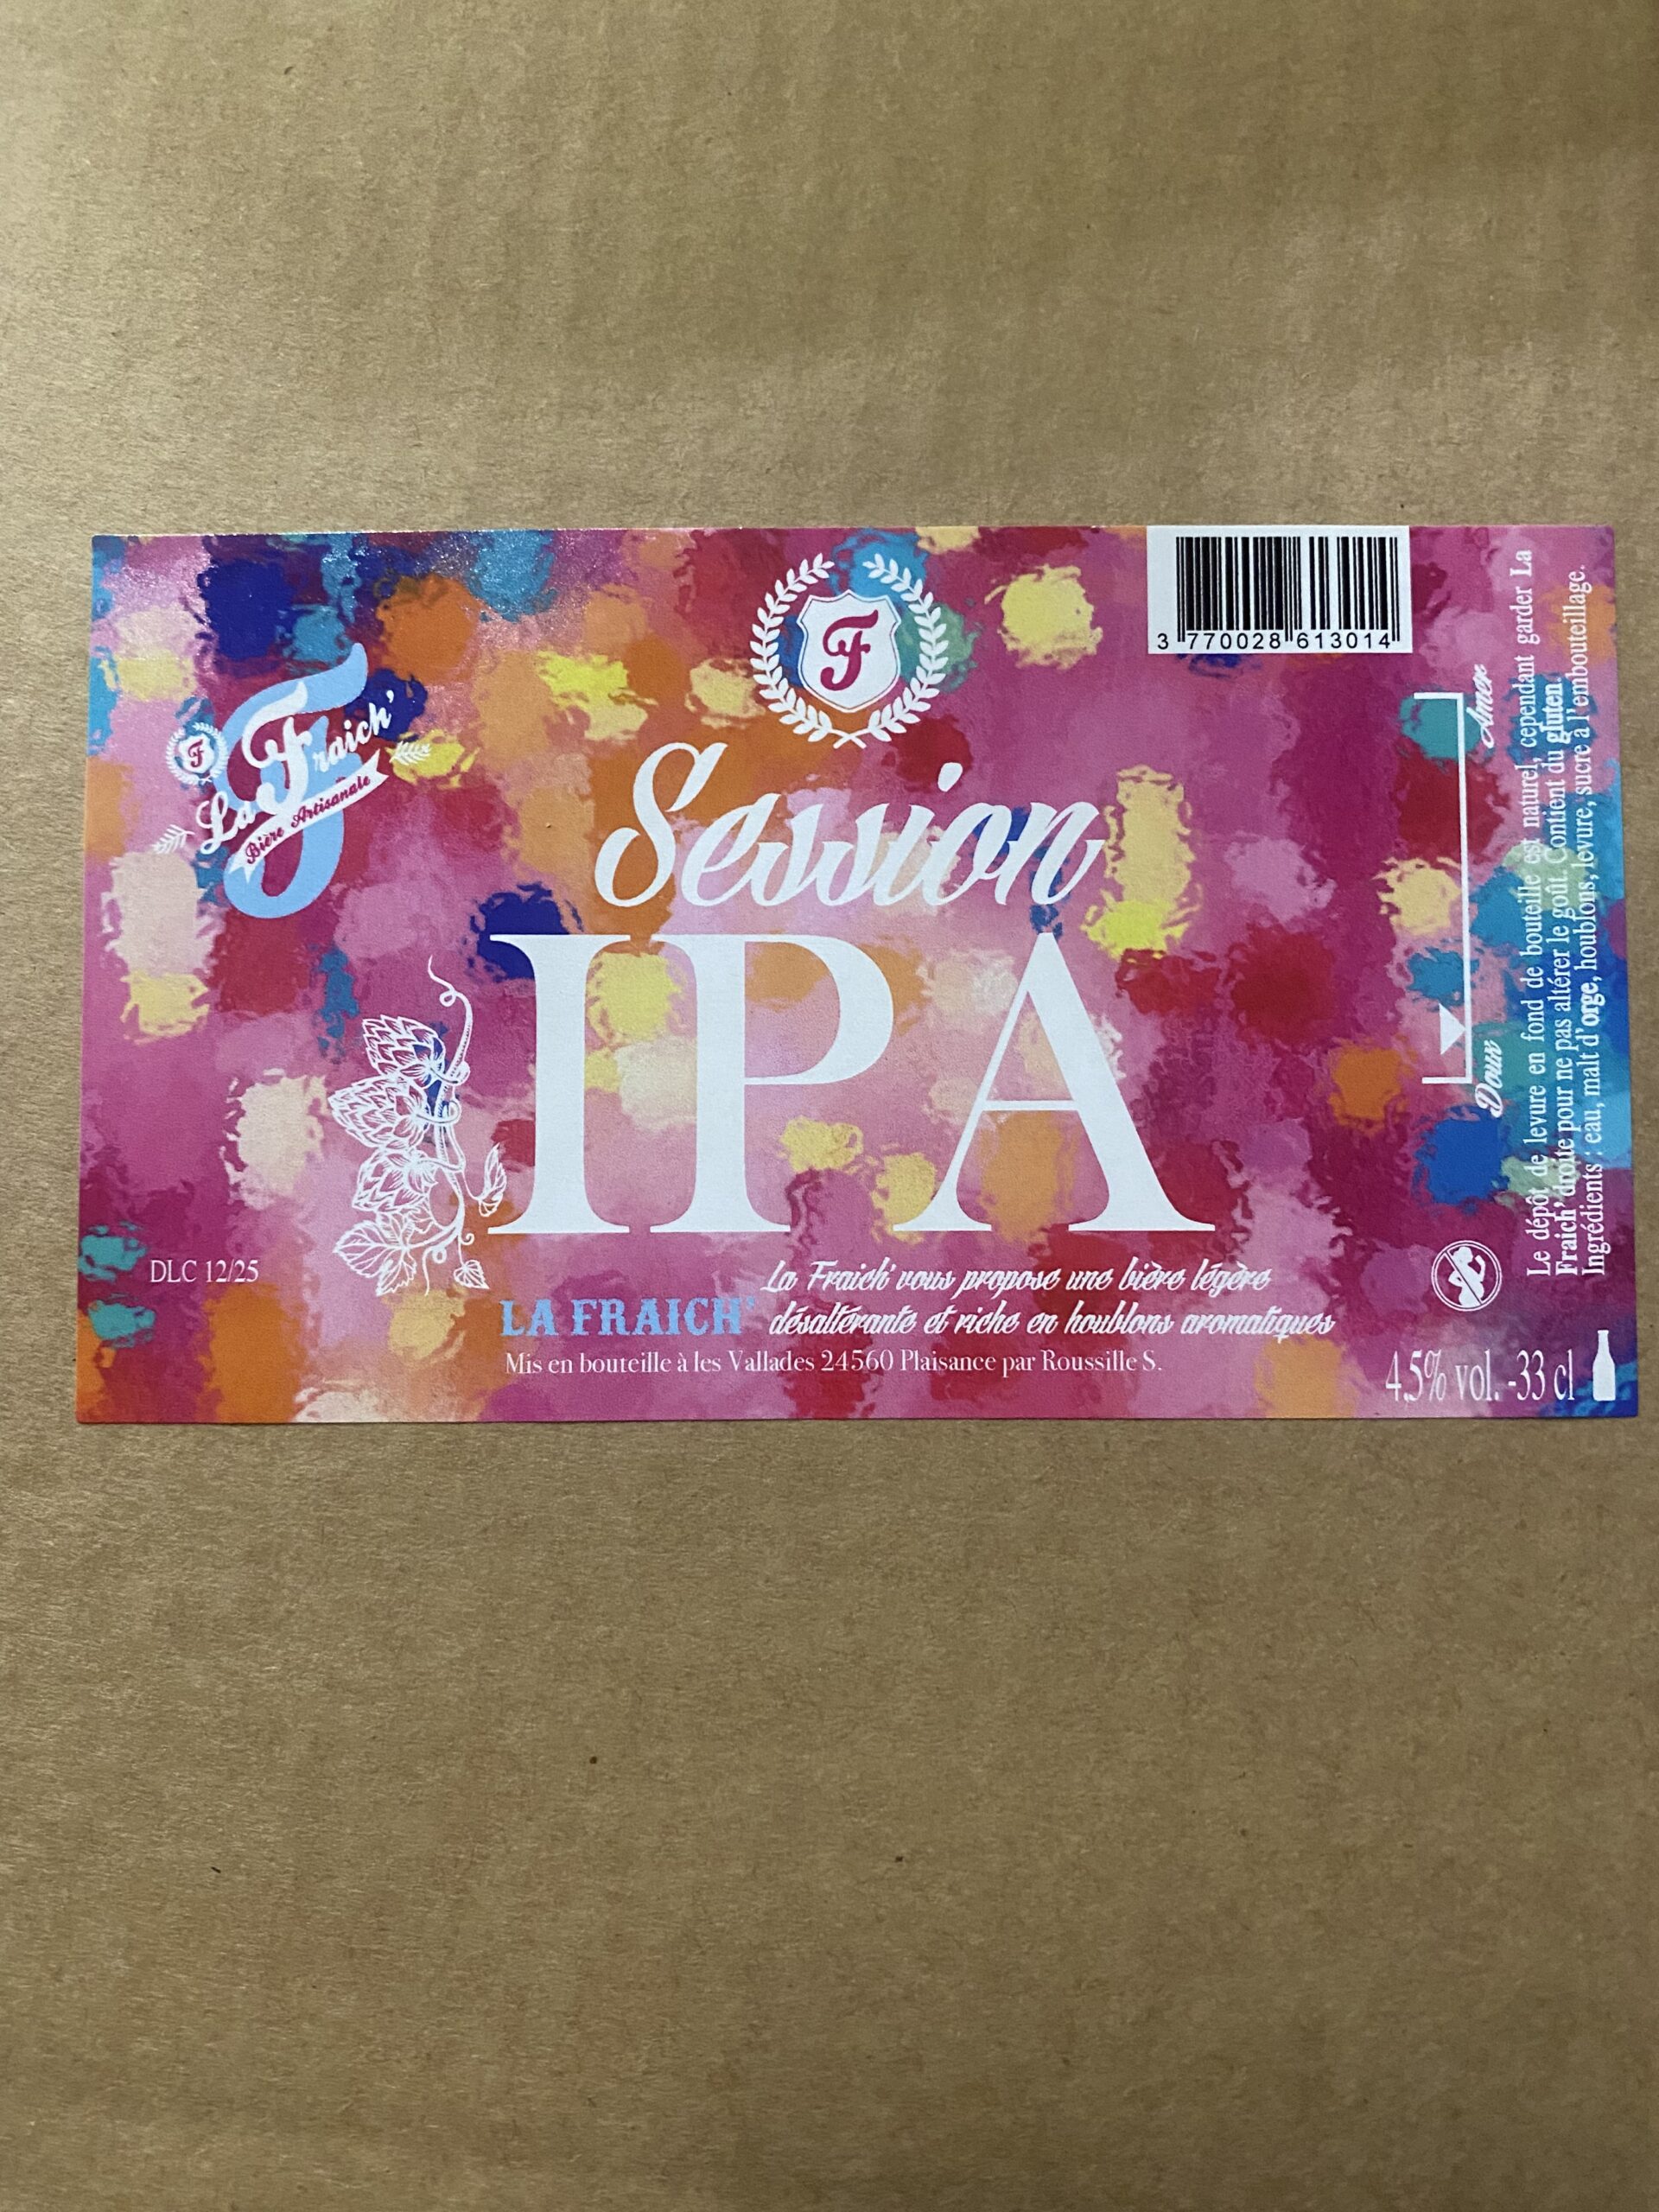 F
3 770028 613014
F
La Fraich'
Bière Artisanale
Session
IPA
Amer
Doux
Le dépôt de levure en fond de bouteille est naturel, cependant garder La
Fraich' droite pour ne pas altérer le goût. Contient du gluten.
Ingrédients : eau, malt d'orge, houblons, levure, sucre à l'embouteillage.
DLC 12/25
La Fraich' vous propose une bière légère
LA FRAICH' désaltérante et riche en houblons aromatiques
Mis en bouteille à les Vallades 24560 Plaisance par Roussille S.
4.5% vol. -33 cl